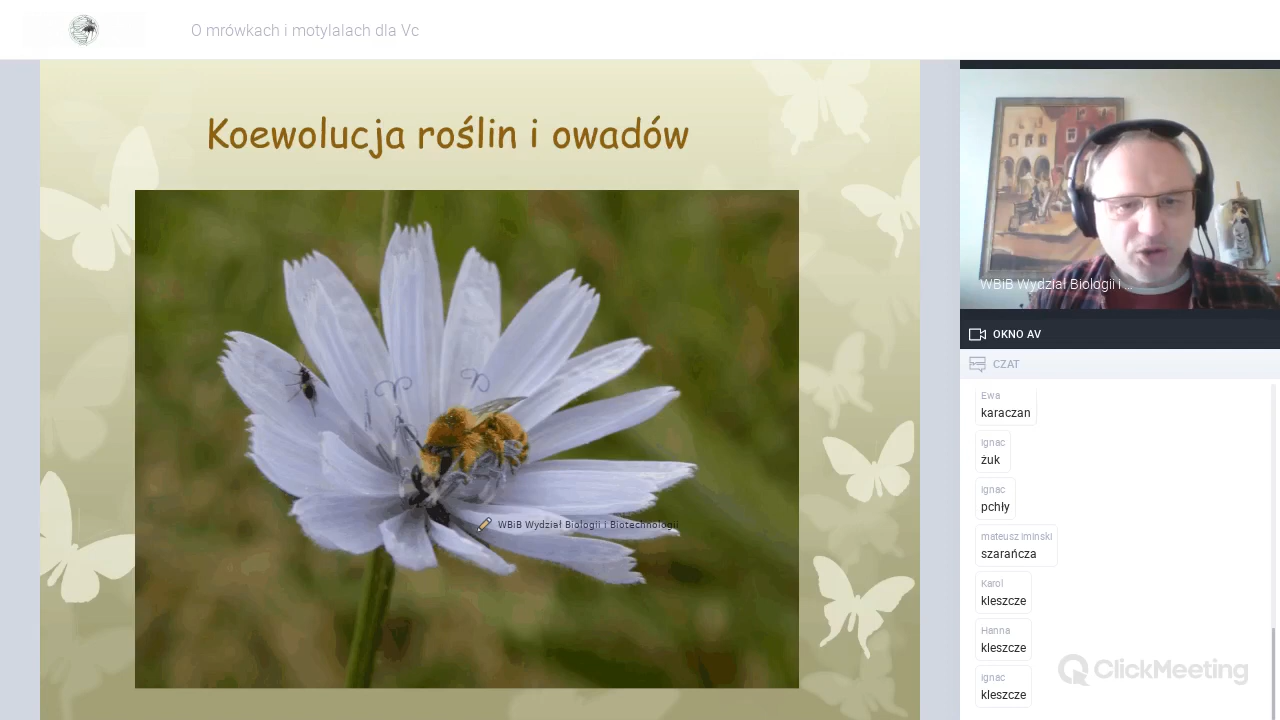 O mrówkach i motylalach dla Vc
Koewolucja roślin i owadów
WBiB Wydział Biologii i Biotechnologii
WBiB Wydział Biologii i ...
OKNO AV
CZAT
Ewa
karaczan
ignac
żuk
ignac
pchły
mateusz iminski
szarańcza
Karol
kleszcze
Hanna
kleszcze
ignac
kleszcze
ClickMeeting